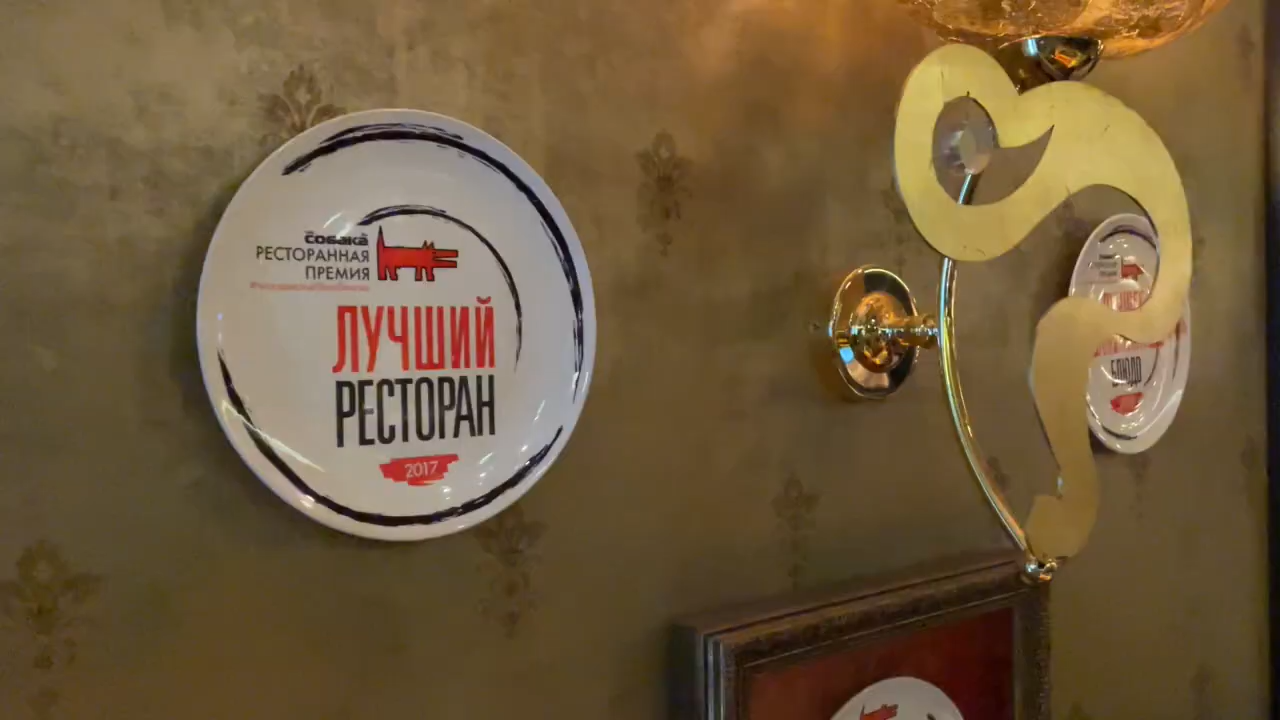 собака
РЕСТОРАННАЯ
ПРЕМИЯ
ЛУЧШИЙ
РЕСТОРАН
2017
БЛЮДО